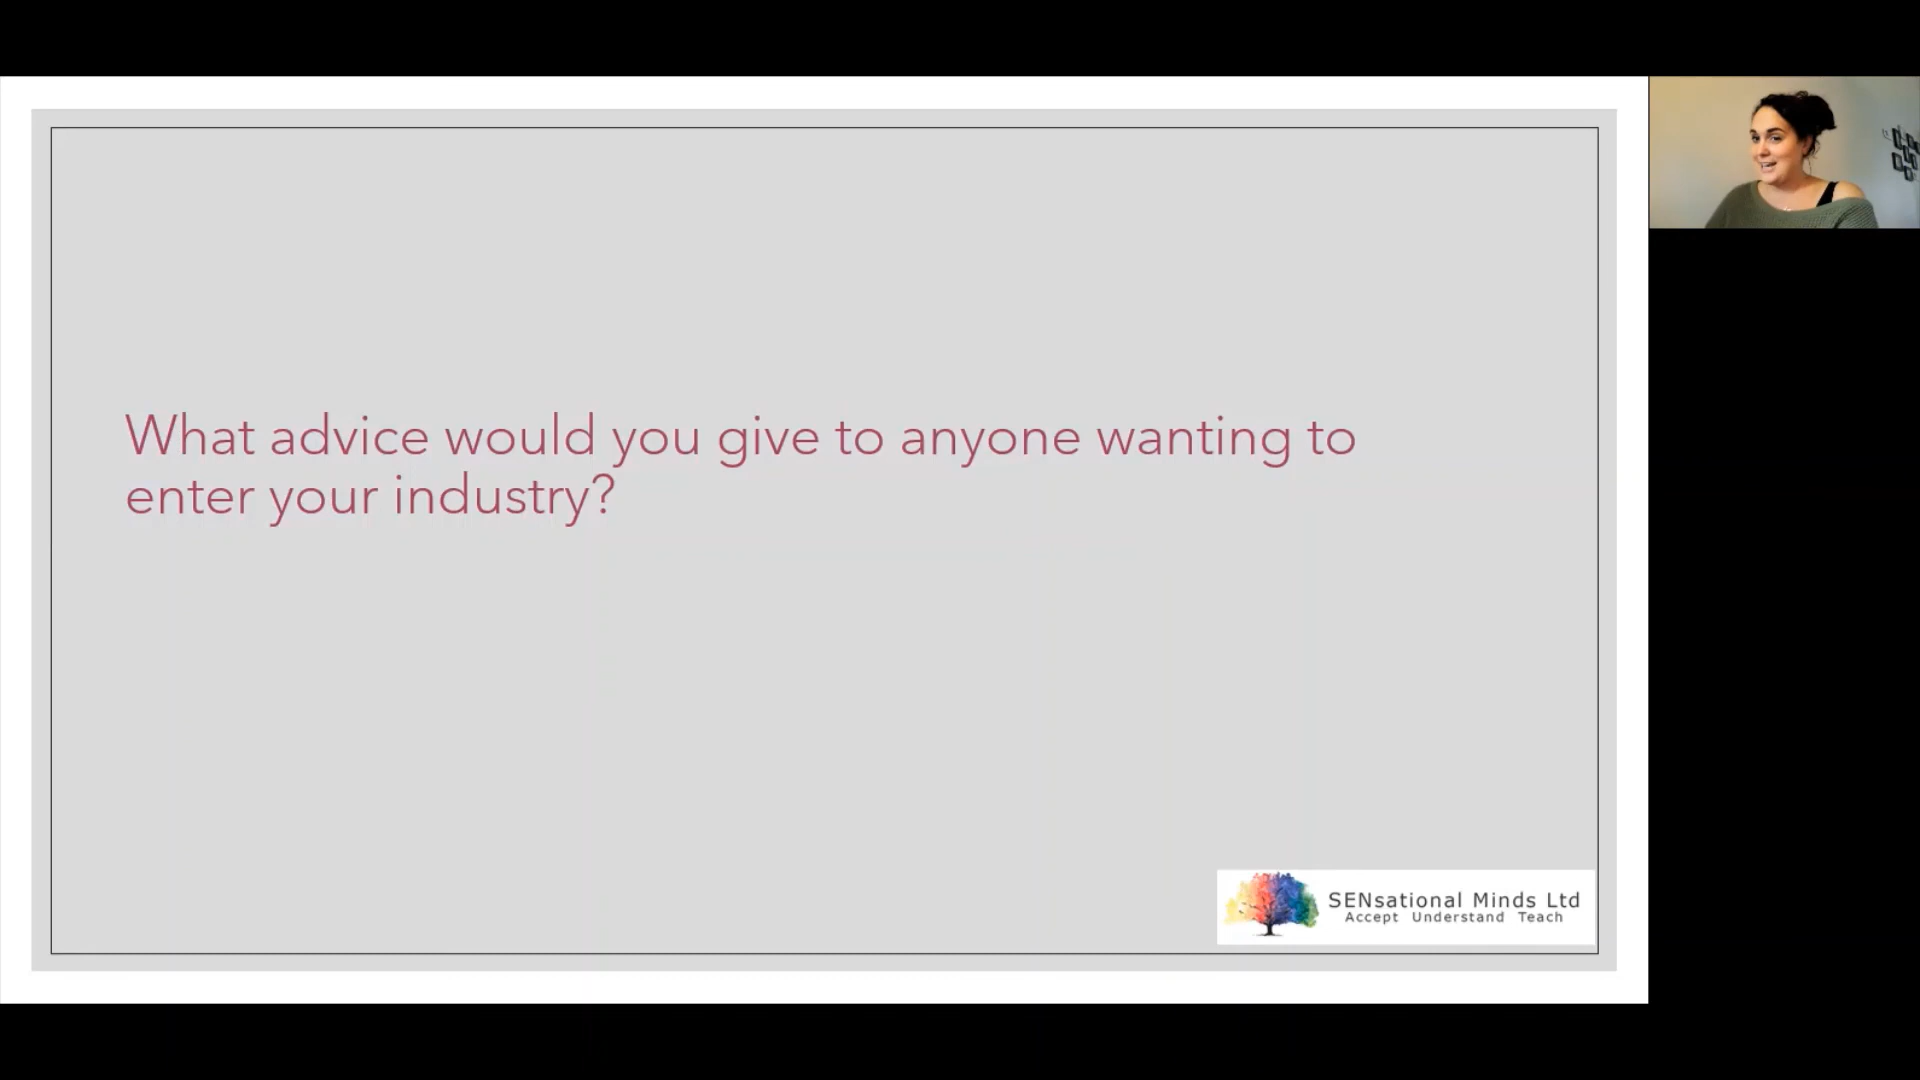 What advice would you give to anyone wanting to
enter your industry?
SENsational Minds Ltd
Accept Understand Teach